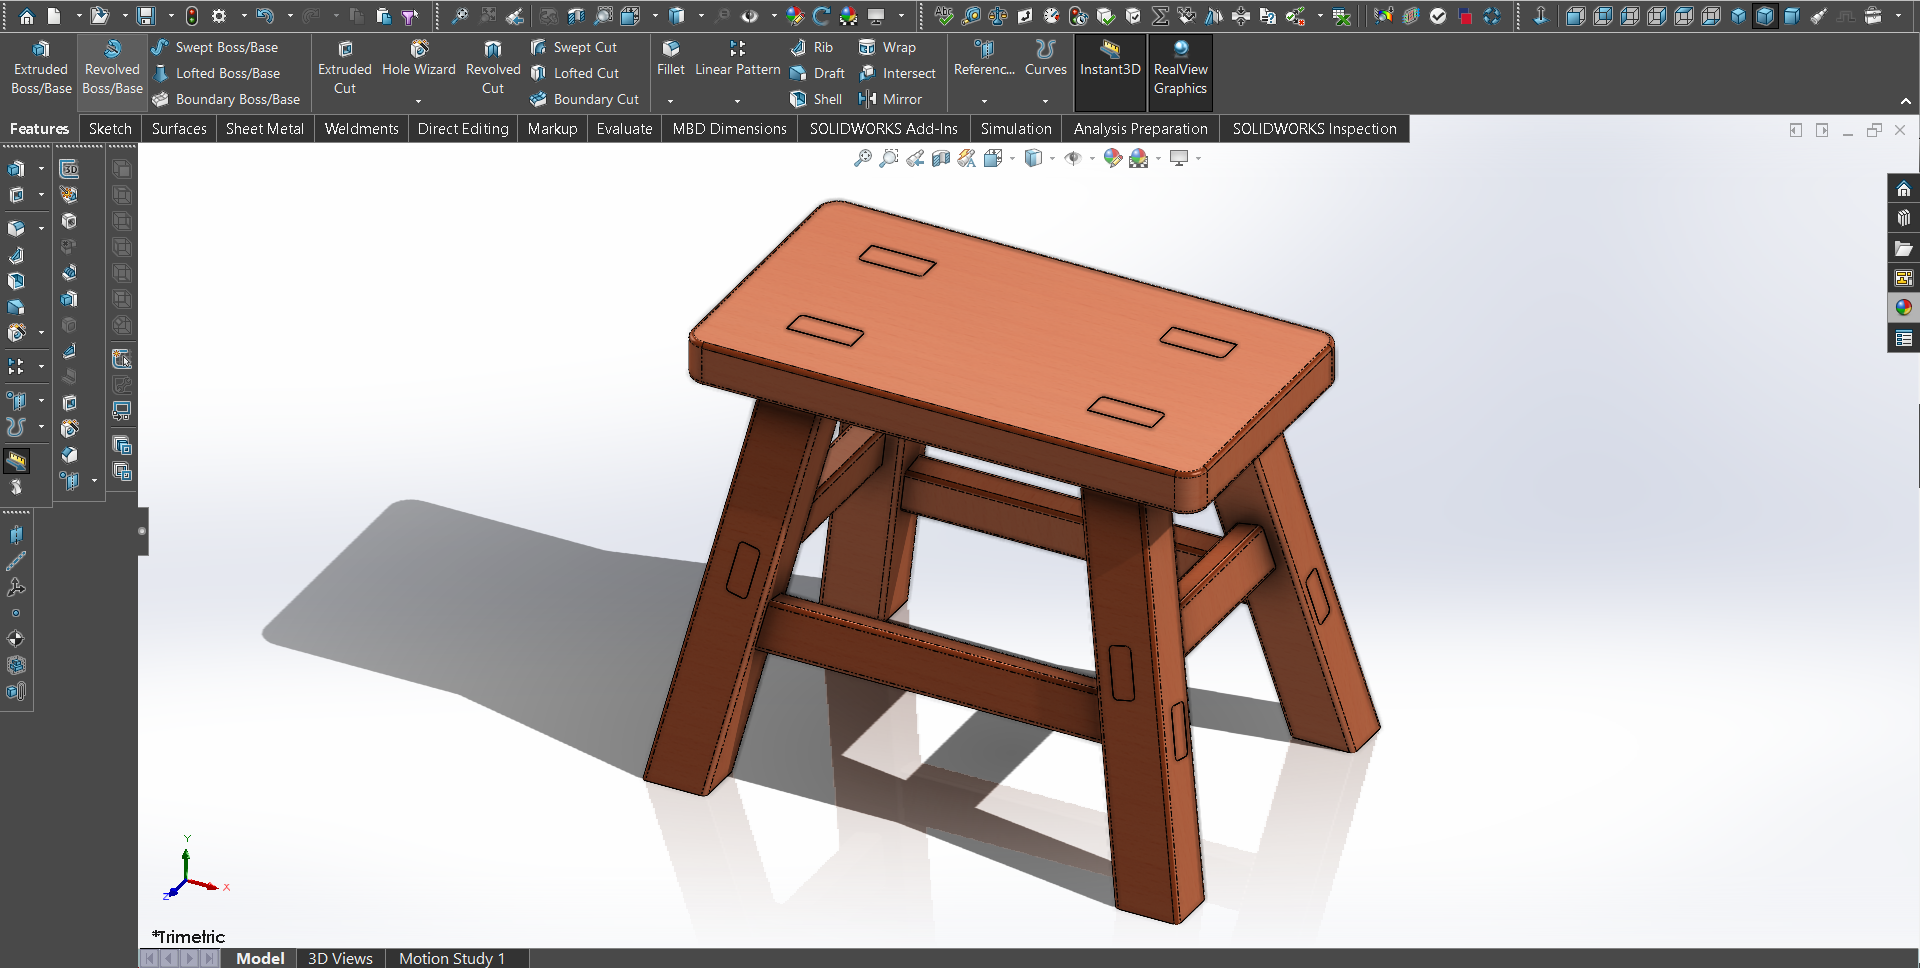 Extruded
Boss/Base
Revolved
Boss/Base
Swept Boss/Base
Lofted Boss/Base
Boundary Boss/Base
Extruded
Cut
Hole Wizard
Revolved
Cut
Swept Cut
Lofted Cut
Boundary Cut
Fillet
Linear Pattern
Rib
Draft
Shell
Wrap
Intersect
Mirror
Referenc...
Curves
Instant3D
RealView
Graphics
Features
Sketch
Surfaces
Sheet Metal
Weldments
Direct Editing
Markup
Evaluate
MBD Dimensions
SOLIDWORKS Add-Ins
Simulation
Analysis Preparation
SOLIDWORKS Inspection
3D
Y
X
Z
*Trimetric
Model
3D Views
Motion Study 1